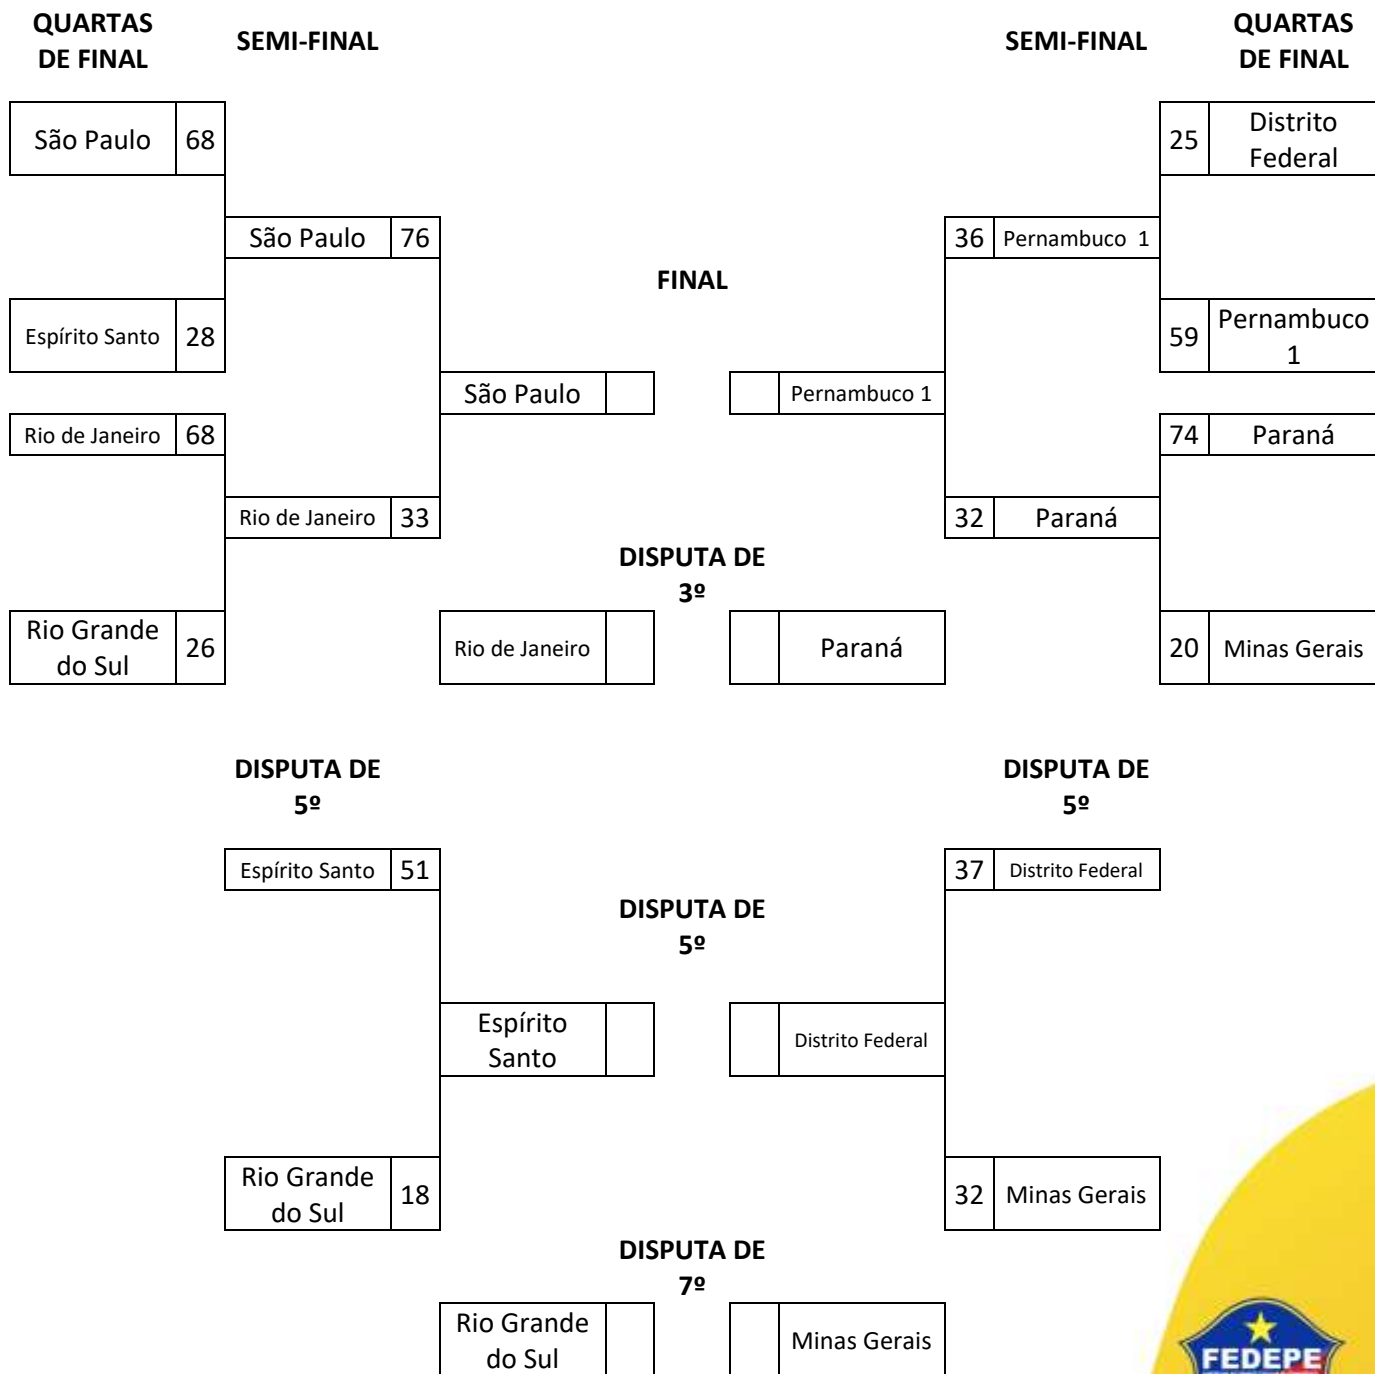 QUARTAS
DE FINAL
SEMI-FINAL
SEMI-FINAL
QUARTAS
DE FINAL
São Paulo 68
25 Distrito
Federal
São Paulo 76
36 Pernambuco 1
FINAL
Espírito Santo 28
59 Pernambuco
1
São Paulo
Pernambuco 1
Rio de Janeiro 68
74 Paraná
Rio de Janeiro 33
32 Paraná
DISPUTA DE
3º
Rio Grande
do Sul 26
Rio de Janeiro
Paraná
20 Minas Gerais
DISPUTA DE
5º
DISPUTA DE
5º
Espírito Santo 51
37 Distrito Federal
DISPUTA DE
5º
Espírito
Santo
Distrito Federal
Rio Grande
do Sul 18
32 Minas Gerais
DISPUTA DE
7º
Rio Grande
do Sul
Minas Gerais
FEDEPE